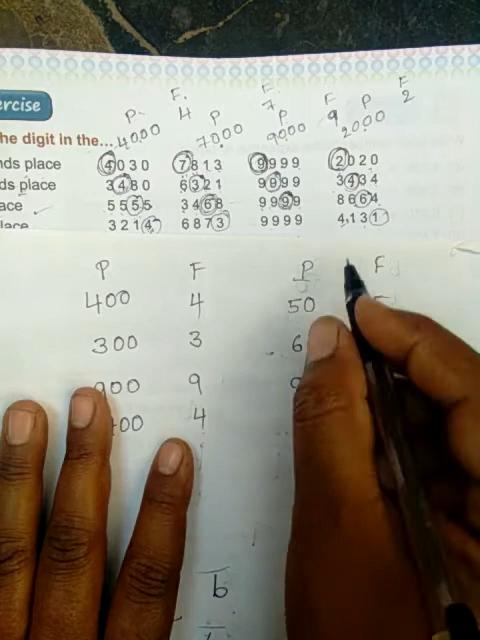 ercise
P F. P F. P F P F
4000 4 7000 7 9000 9 2000 2
he digit in the...
nds place 4030 7813 9999 2020
ds place 3480 6321 9999 3434
ace 5555 3468 9999 8664
lace 3214 6873 9999 4131
P F P F
400 4 50
300 3 6
900 9
400 4